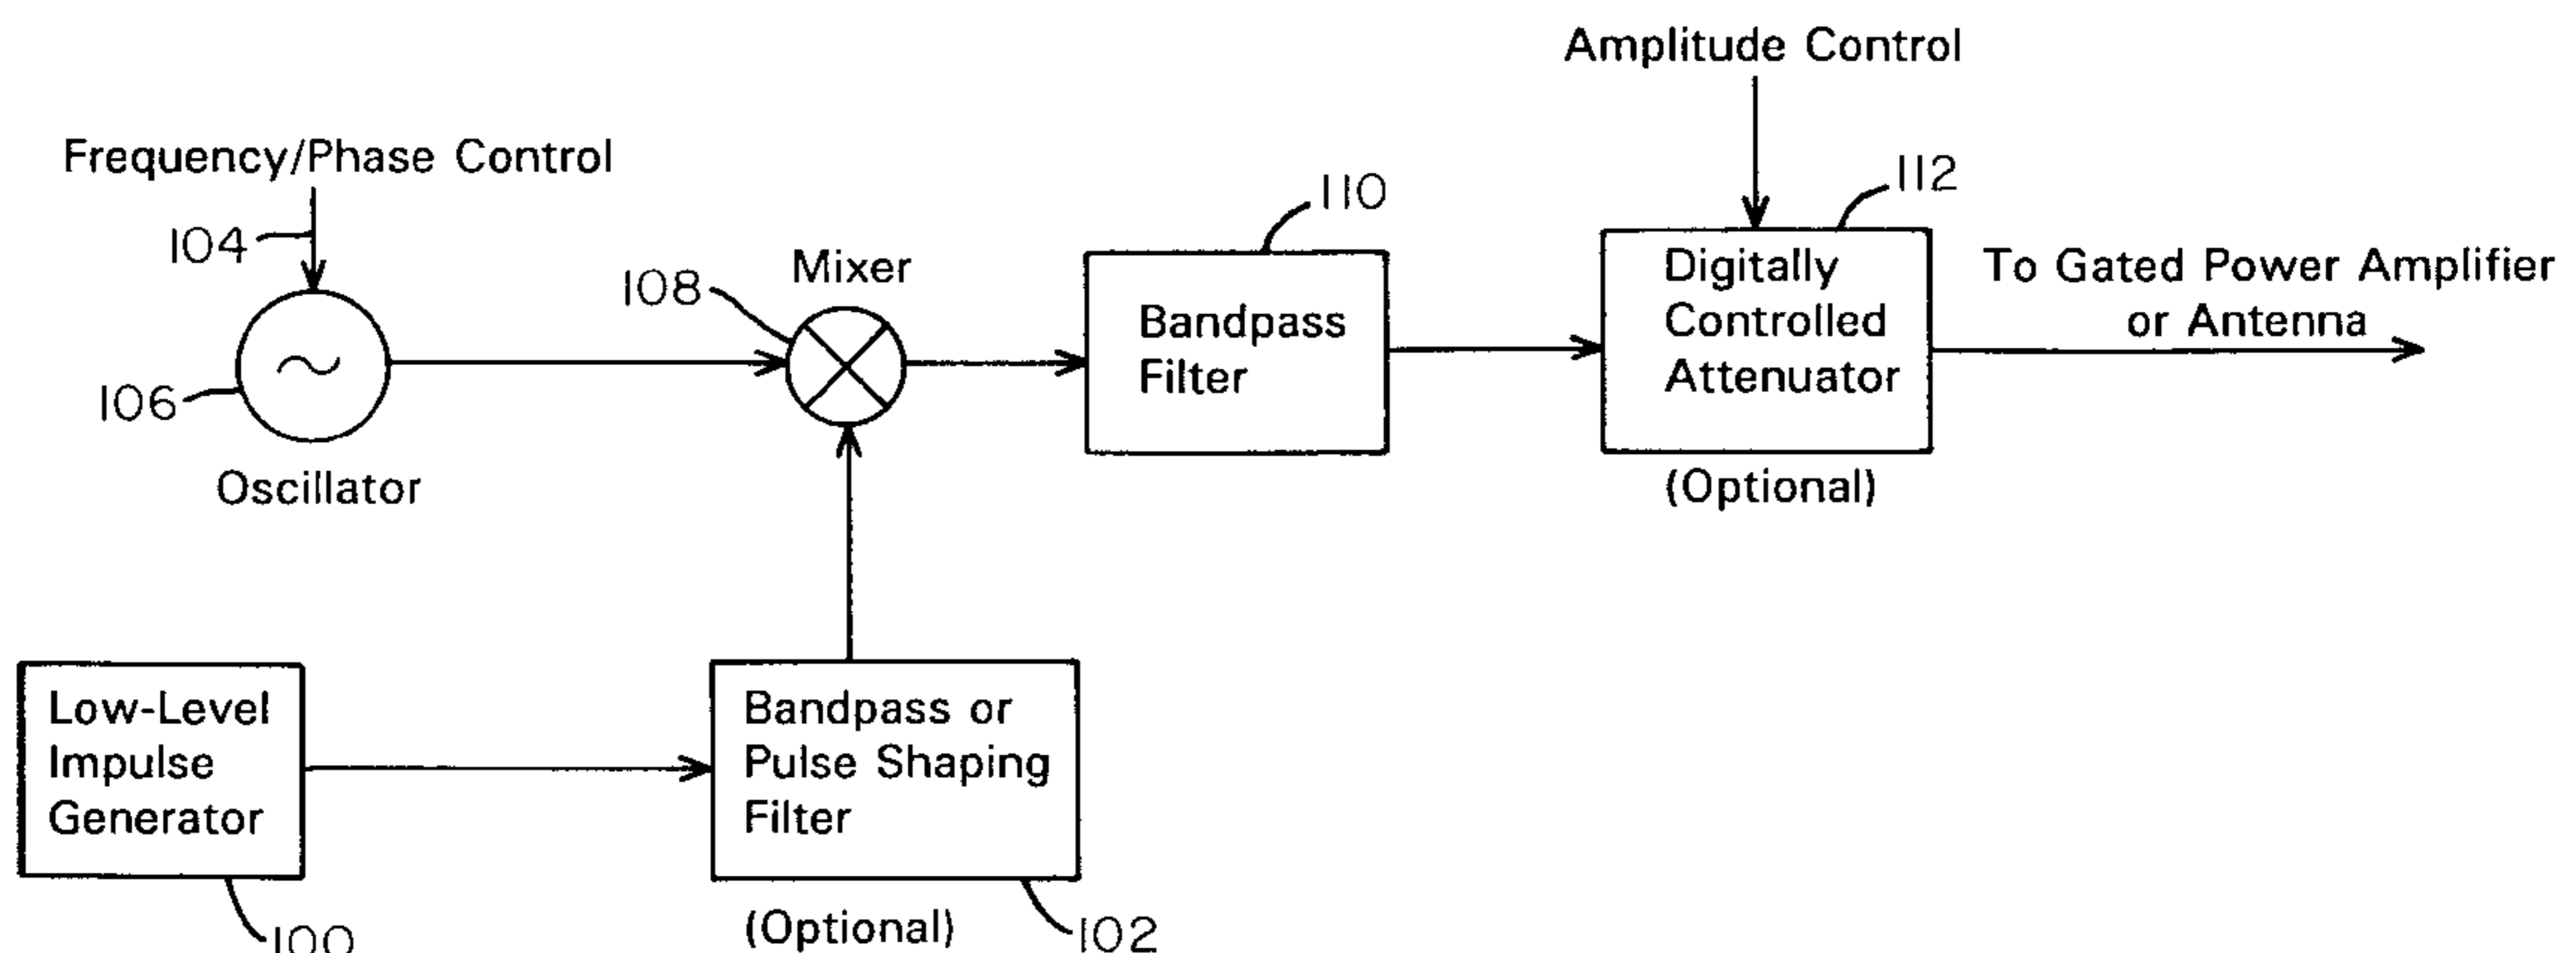 Amplitude Control
Frequency/Phase Control
104
106
Oscillator
108
Mixer
110
Bandpass
Filter
112
Digitally
Controlled
Attenuator
(Optional)
To Gated Power Amplifier
or Antenna
Low-Level
Impulse
Generator
100
Bandpass or
Pulse Shaping
Filter
(Optional)
102